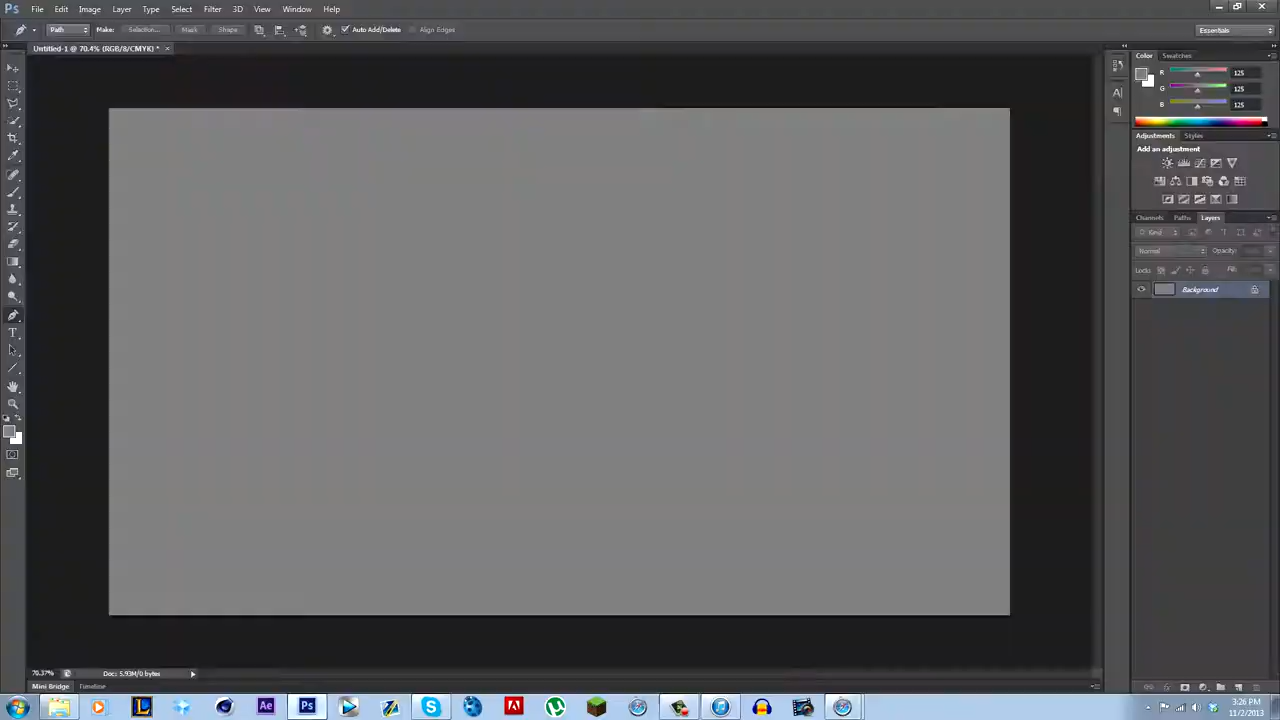 Ps File Edit Image Layer Type Select Filter 3D View Window Help
Path Make: Selection... Mask Shape Auto Add/Delete Align Edges Essentials
Untitled-1 @ 70.4% (RGB/8/CMYK) * ×
Color Swatches
R 125
G 125
B 125
Adjustments Styles
Add an adjustment
Channels Paths Layers
Kind
Normal Opacity:
Lock: Fill:
Background
70.37% Doc: 5.93M/0 bytes
Mini Bridge Timeline
L Ae Ps S
3:26 PM
11/2/2013